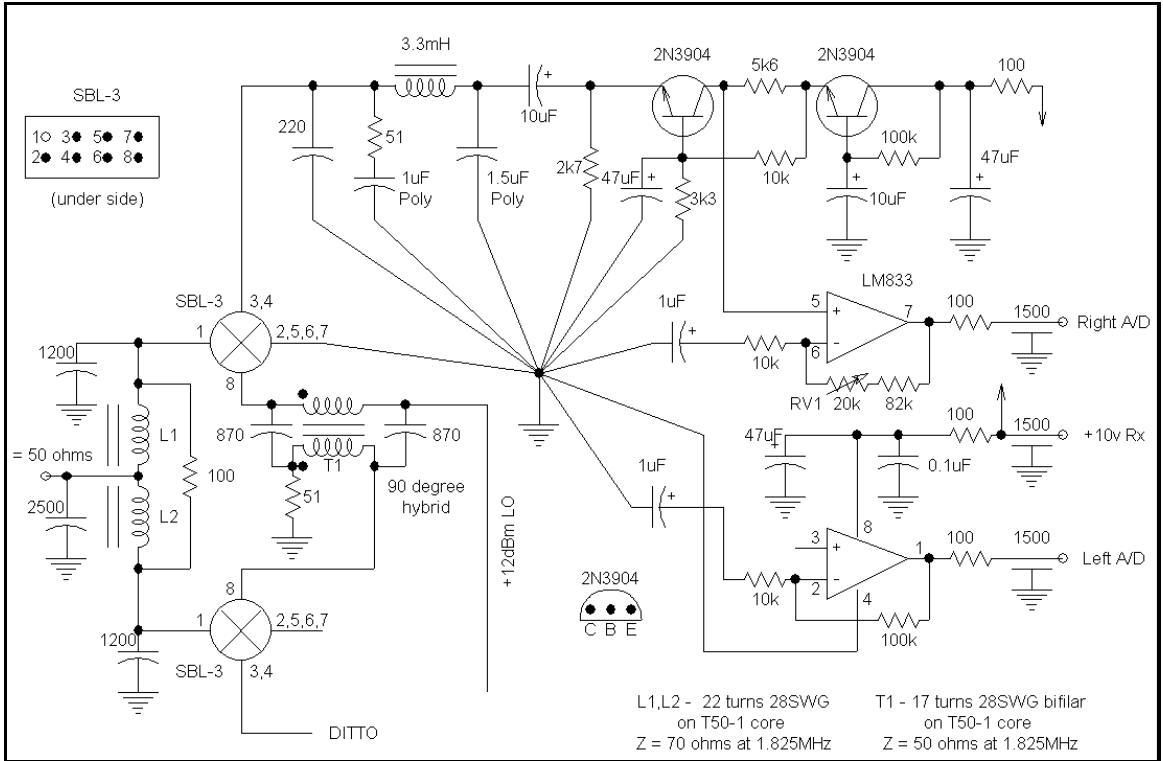 3.3mH
2N3904
2N3904
5k6
100
SBL-3
10uF
1 3 5 7
2 4 6 8
(under side)
220
51
1uF
Poly
1.5uF
Poly
2k7
47uF
+
3k3
10k
100k
+
10uF
47uF
+
LM833
SBL-3
3,4
1
2,5,6,7
8
1200
1uF
+
10k
5
+
6
-
7
100
1500
Right A/D
RV1
20k
82k
L1
= 50 ohms
100
870
870
T1
51
90 degree
hybrid
2500
L2
+12dBm LO
47uF
+
0.1uF
100
1500
+10v Rx
1uF
+
8
3
+
2
-
1
4
100
1500
Left A/D
10k
100k
2N3904
C B E
8
1
2,5,6,7
1200
SBL-3
3,4
DITTO
L1,L2 - 22 turns 28SWG
on T50-1 core
Z = 70 ohms at 1.825MHz
T1 - 17 turns 28SWG bifilar
on T50-1 core
Z = 50 ohms at 1.825MHz